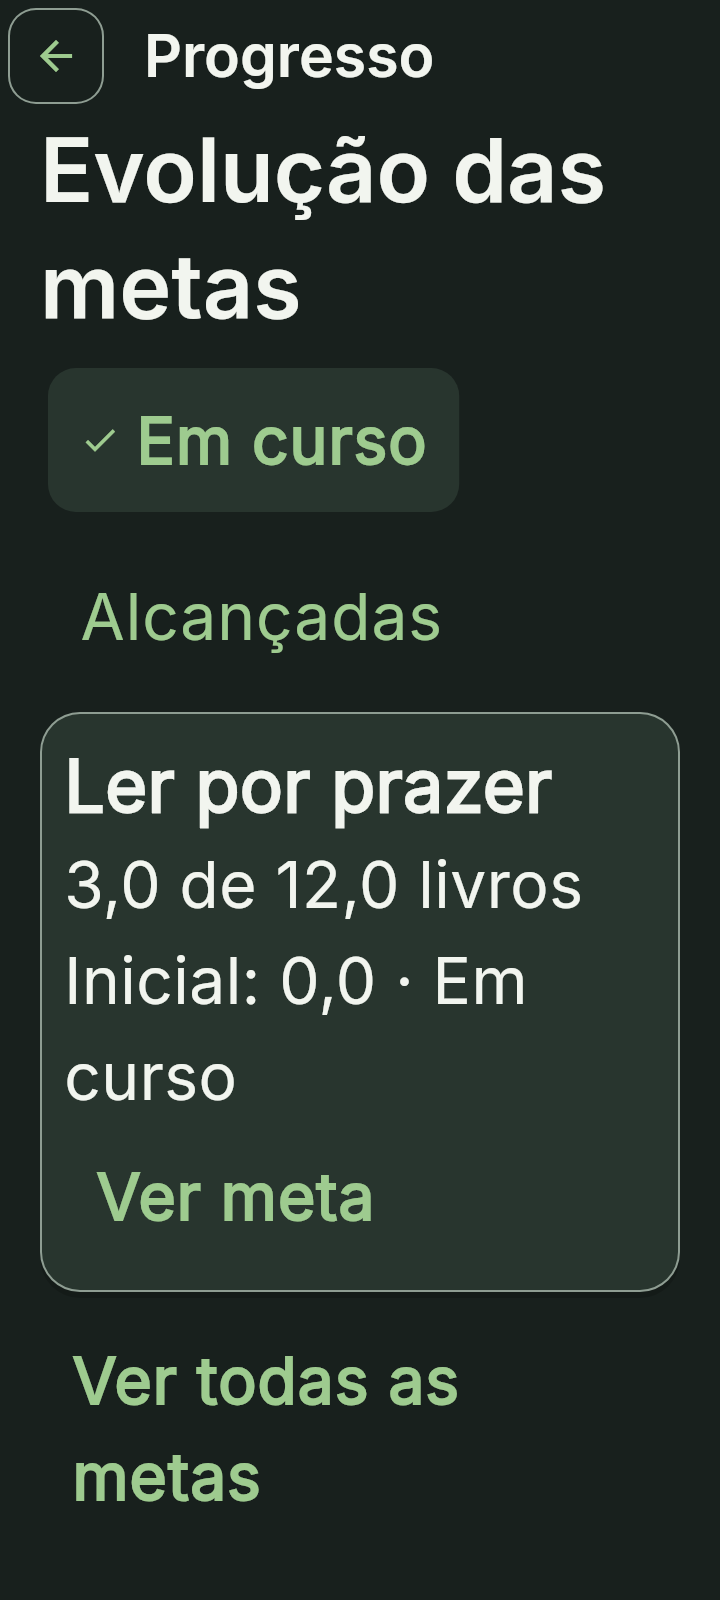 Progresso
Evolução das
metas
Em curso
Alcançadas
Ler por prazer
3,0 de 12,0 livros
Inicial: 0,0 · Em
curso
Ver meta
Ver todas as
metas